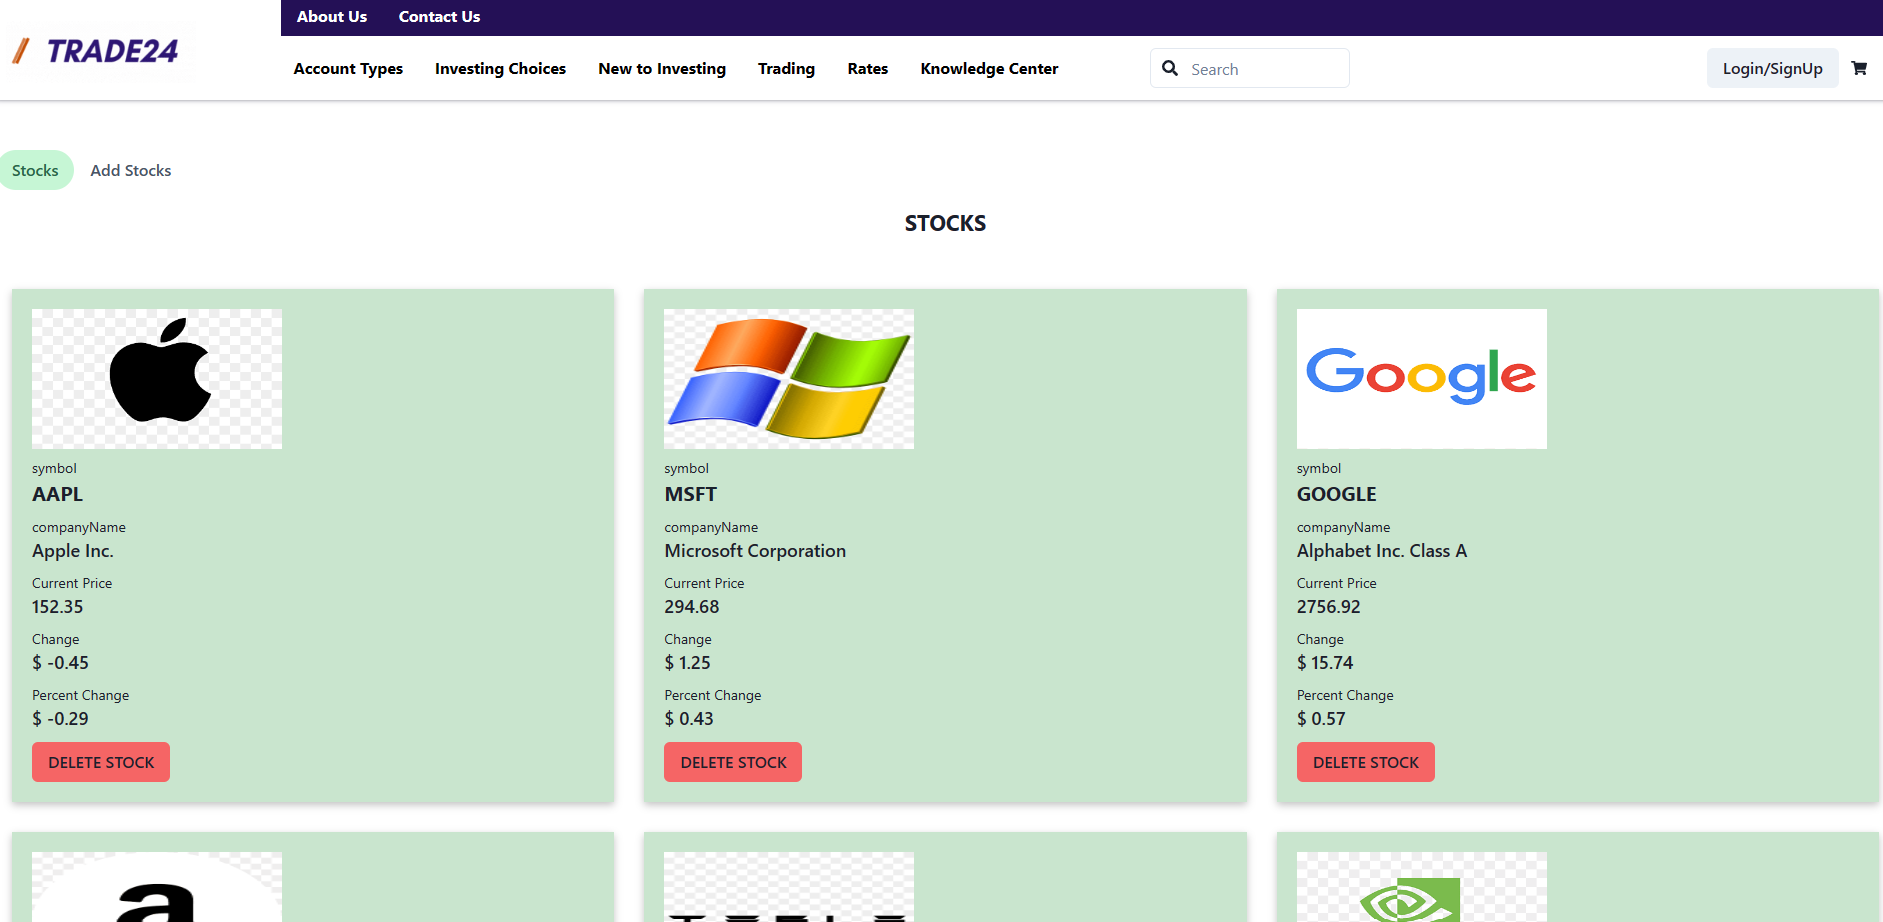 About Us Contact Us
TRADE24
Account Types Investing Choices New to Investing Trading Rates Knowledge Center Search Login/SignUp
Stocks Add Stocks
STOCKS
Google
symbol symbol symbol
AAPL MSFT GOOGLE
companyName companyName companyName
Apple Inc. Microsoft Corporation Alphabet Inc. Class A
Current Price Current Price Current Price
152.35 294.68 2756.92
Change Change Change
$ -0.45 $ 1.25 $ 15.74
Percent Change Percent Change Percent Change
$ -0.29 $ 0.43 $ 0.57
DELETE STOCK DELETE STOCK DELETE STOCK
a